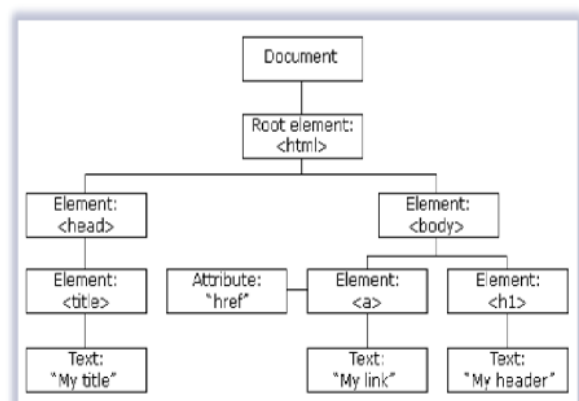 Document
Root element:
<html>
Element:
<head>
Element:
<body>
Element:
<title>
Attribute:
"href"
Element:
<a>
Element:
<h1>
Text:
"My title"
Text:
"My link"
Text:
"My header"